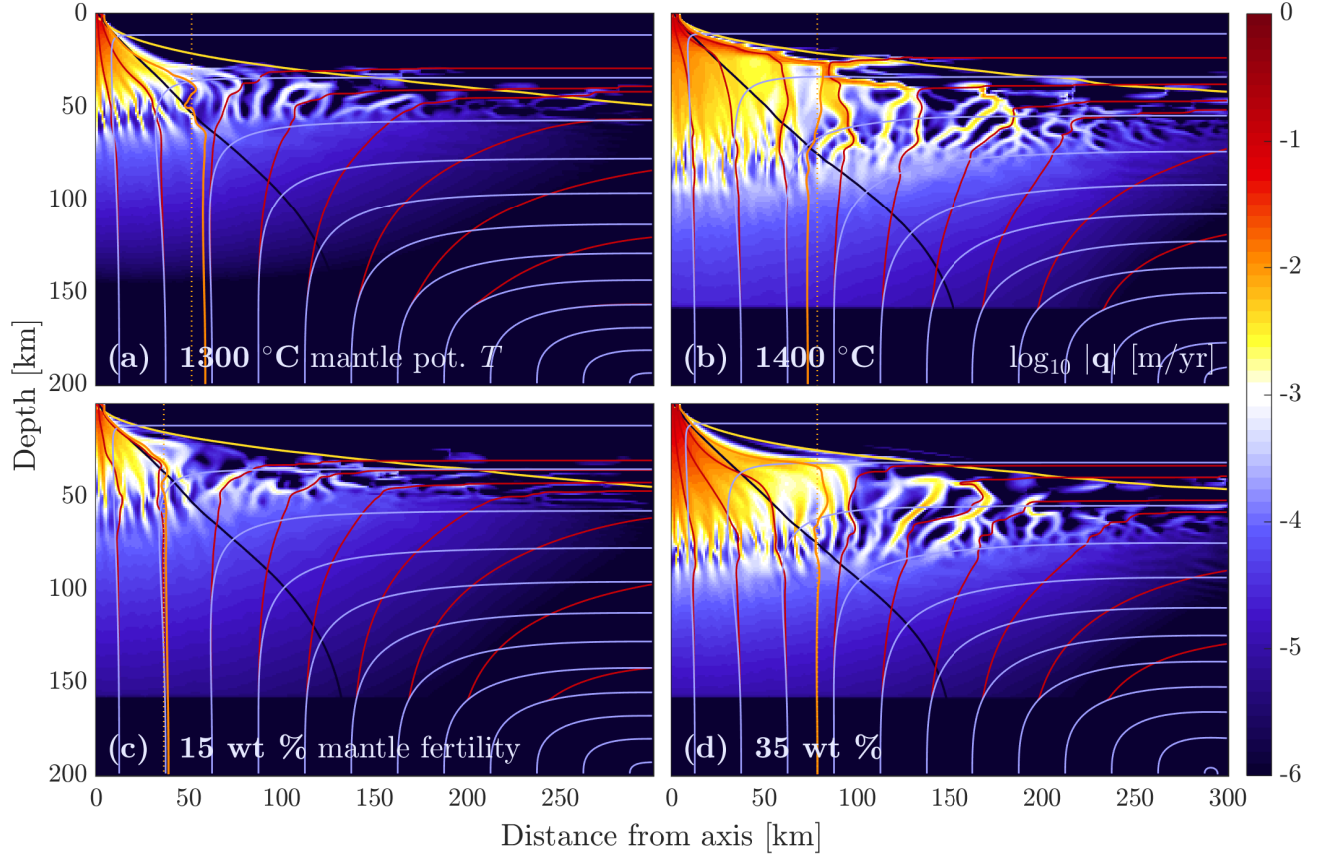 0
50
100
150
200
(a) 1300 °C mantle pot. T
(b) 1400 °C
log10 |q| [m/yr]
0
50
100
150
200
(c) 15 wt % mantle fertility
(d) 35 wt %
0 50 100 150 200 250
0 50 100 150 200 250 300
Depth [km]
Distance from axis [km]
0
-1
-2
-3
-4
-5
-6